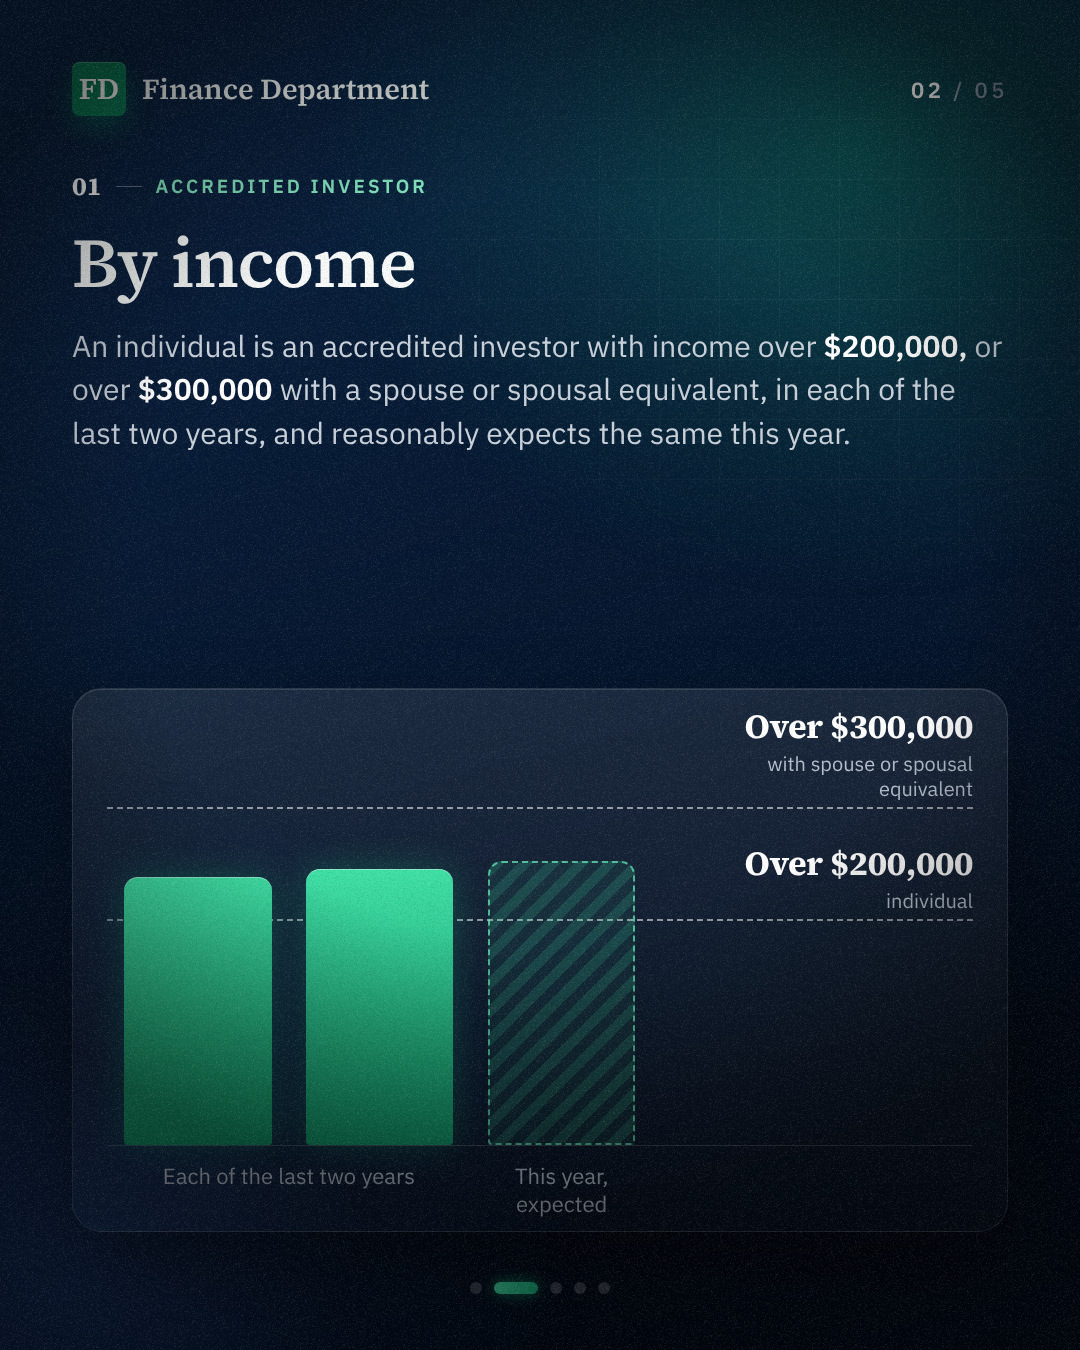 FD Finance Department
02 / 05
01 — ACCREDITED INVESTOR
By income
An individual is an accredited investor with income over $200,000, or
over $300,000 with a spouse or spousal equivalent, in each of the
last two years, and reasonably expects the same this year.
Over $300,000
with spouse or spousal
equivalent
Over $200,000
individual
Each of the last two years
This year,
expected